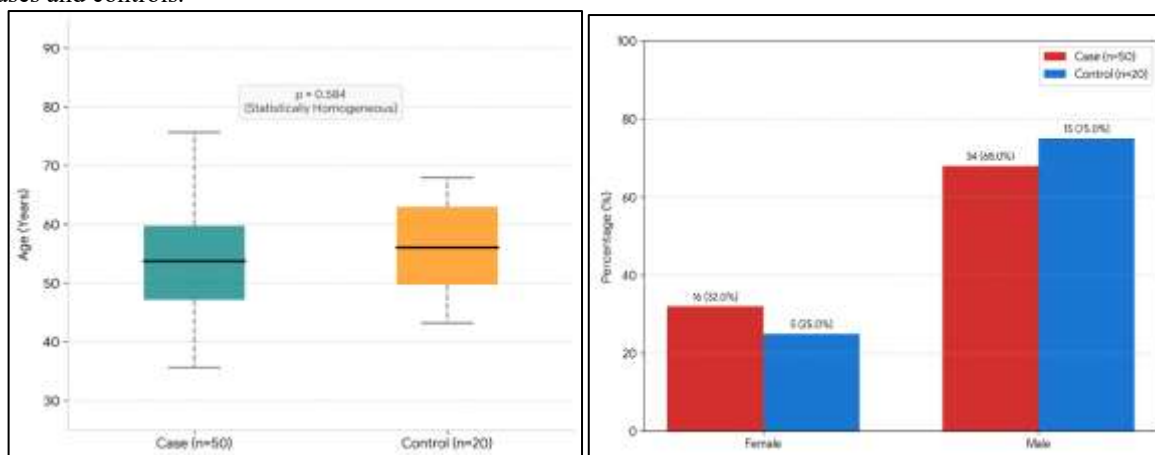 ases and controls.
90
80
70
60
50
40
30
Age (Years)
p = 0.584
(Statistically Homogeneous)
Case (n=50)
Control (n=20)
100
80
60
40
20
0
Percentage (%)
Case (n=50)
Control (n=20)
16 (32.0%)
5 (25.0%)
34 (68.0%)
15 (75.0%)
Female
Male